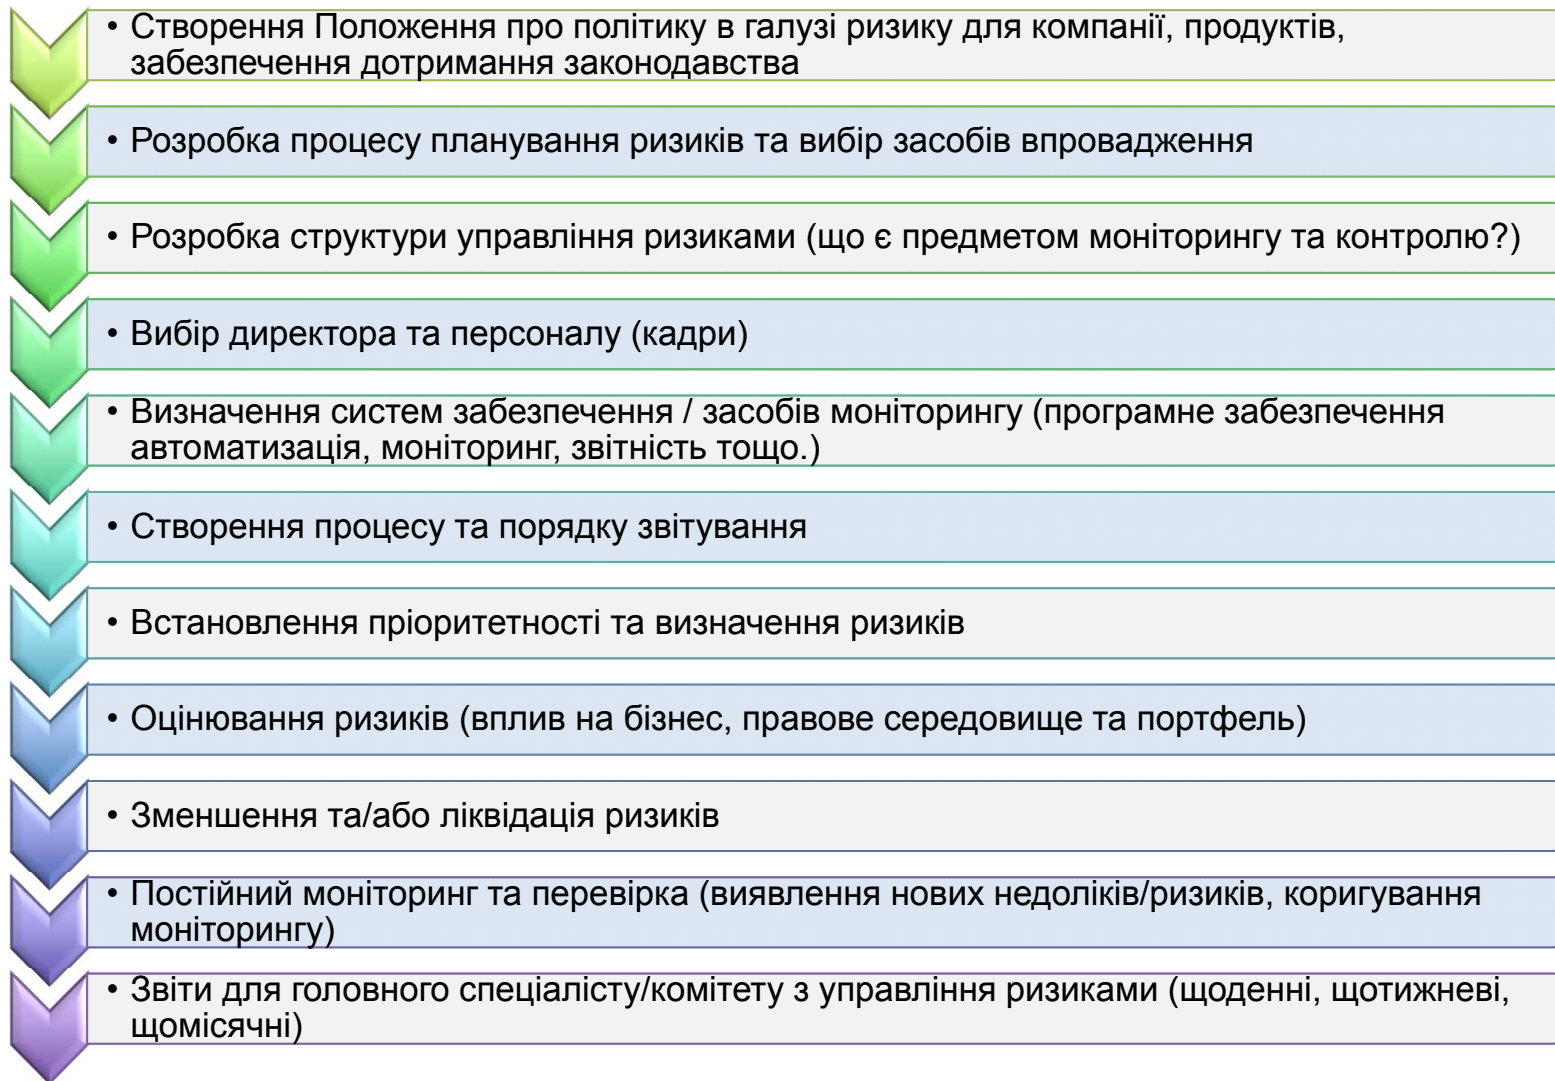 • Створення Положення про політику в галузі ризику для компанії, продуктів,
забезпечення дотримання законодавства
• Розробка процесу планування ризиків та вибір засобів впровадження
• Розробка структури управління ризиками (що є предметом моніторингу та контролю?)
• Вибір директора та персоналу (кадри)
• Визначення систем забезпечення / засобів моніторингу (програмне забезпечення
автоматизація, моніторинг, звітність тощо.)
• Створення процесу та порядку звітування
• Встановлення пріоритетності та визначення ризиків
• Оцінювання ризиків (вплив на бізнес, правове середовище та портфель)
• Зменшення та/або ліквідація ризиків
• Постійний моніторинг та перевірка (виявлення нових недоліків/ризиків, коригування
моніторингу)
• Звіти для головного спеціалісту/комітету з управління ризиками (щоденні, щотижневі,
щомісячні)